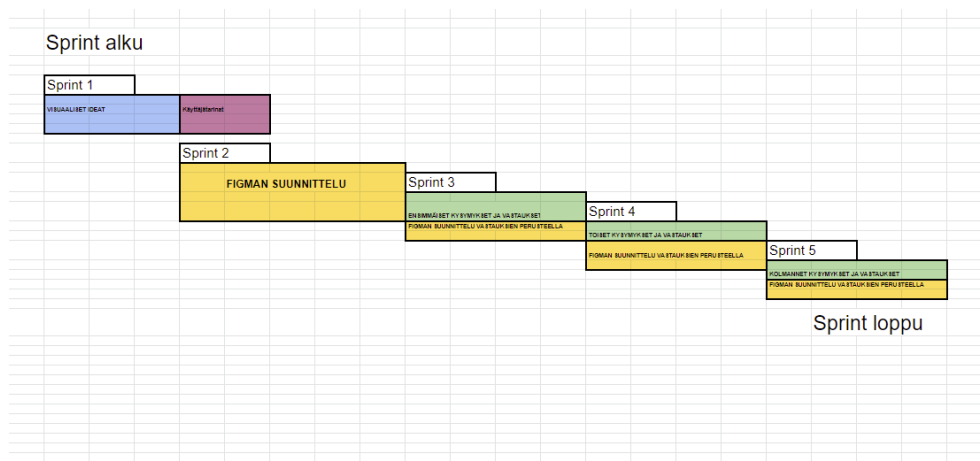 Sprint alku
Sprint 1
VISUAALISET IDEAT
Käyttäjätarinat
Sprint 2
FIGMAN SUUNNITTELU
Sprint 3
ENSIMMÄISET KYSYMYKSET JA VASTAUKSET
FIGMAN SUUNNITTELU VASTAUKSIEN PERUSTEELLA
Sprint 4
TOISET KYSYMYKSET JA VASTAUKSET
FIGMAN SUUNNITTELU VASTAUKSIEN PERUSTEELLA
Sprint 5
KOLMANNET KYSYMYKSET JA VASTAUKSET
FIGMAN SUUNNITTELU VASTAUKSIEN PERUSTEELLA
Sprint loppu